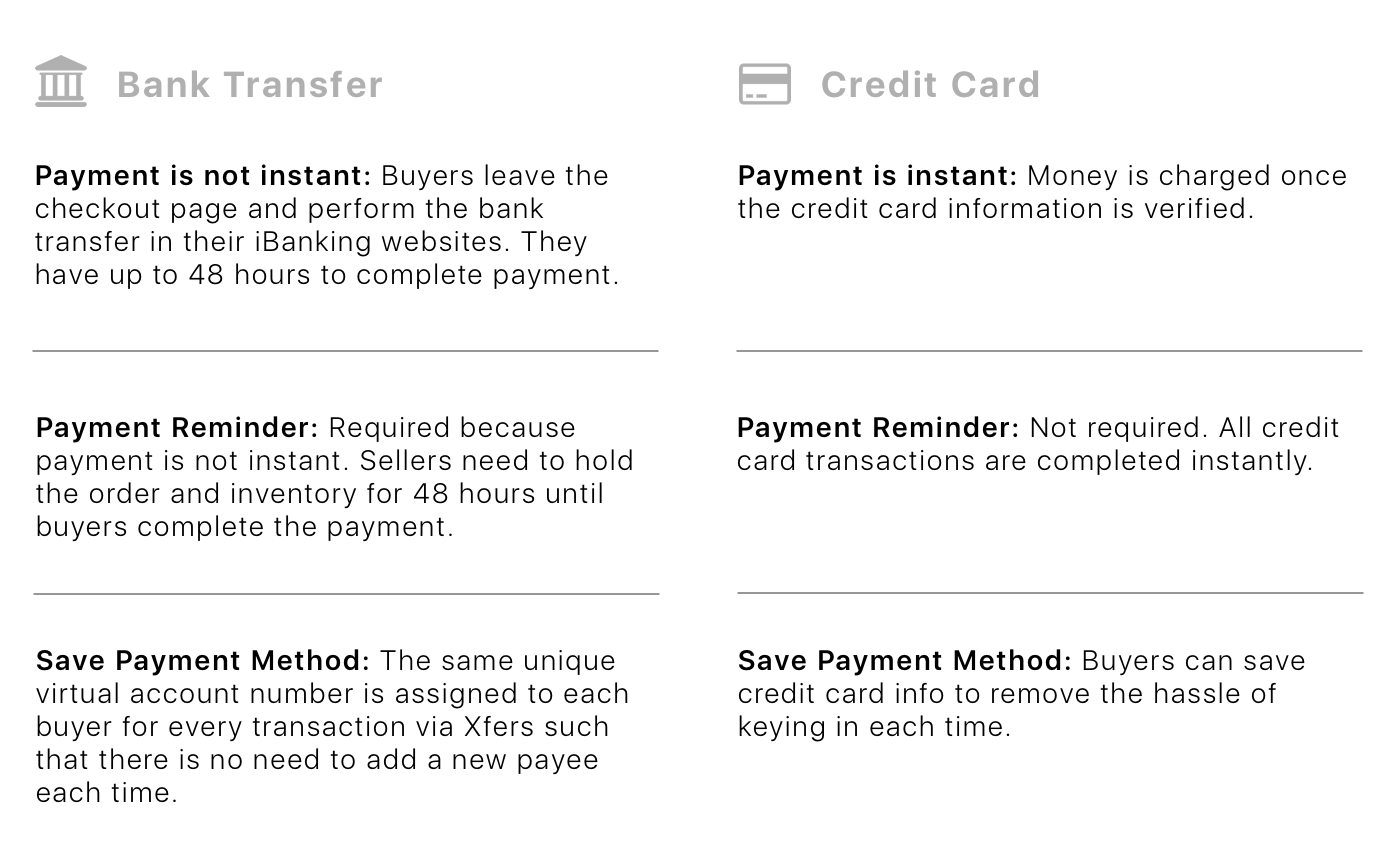 Bank Transfer
Payment is not instant: Buyers leave the
checkout page and perform the bank
transfer in their iBanking websites. They
have up to 48 hours to complete payment.
Payment Reminder: Required because
payment is not instant. Sellers need to hold
the order and inventory for 48 hours until
buyers complete the payment.
Save Payment Method: The same unique
virtual account number is assigned to each
buyer for every transaction via Xfers such
that there is no need to add a new payee
each time.
Credit Card
Payment is instant: Money is charged once
the credit card information is verified.
Payment Reminder: Not required. All credit
card transactions are completed instantly.
Save Payment Method: Buyers can save
credit card info to remove the hassle of
keying in each time.